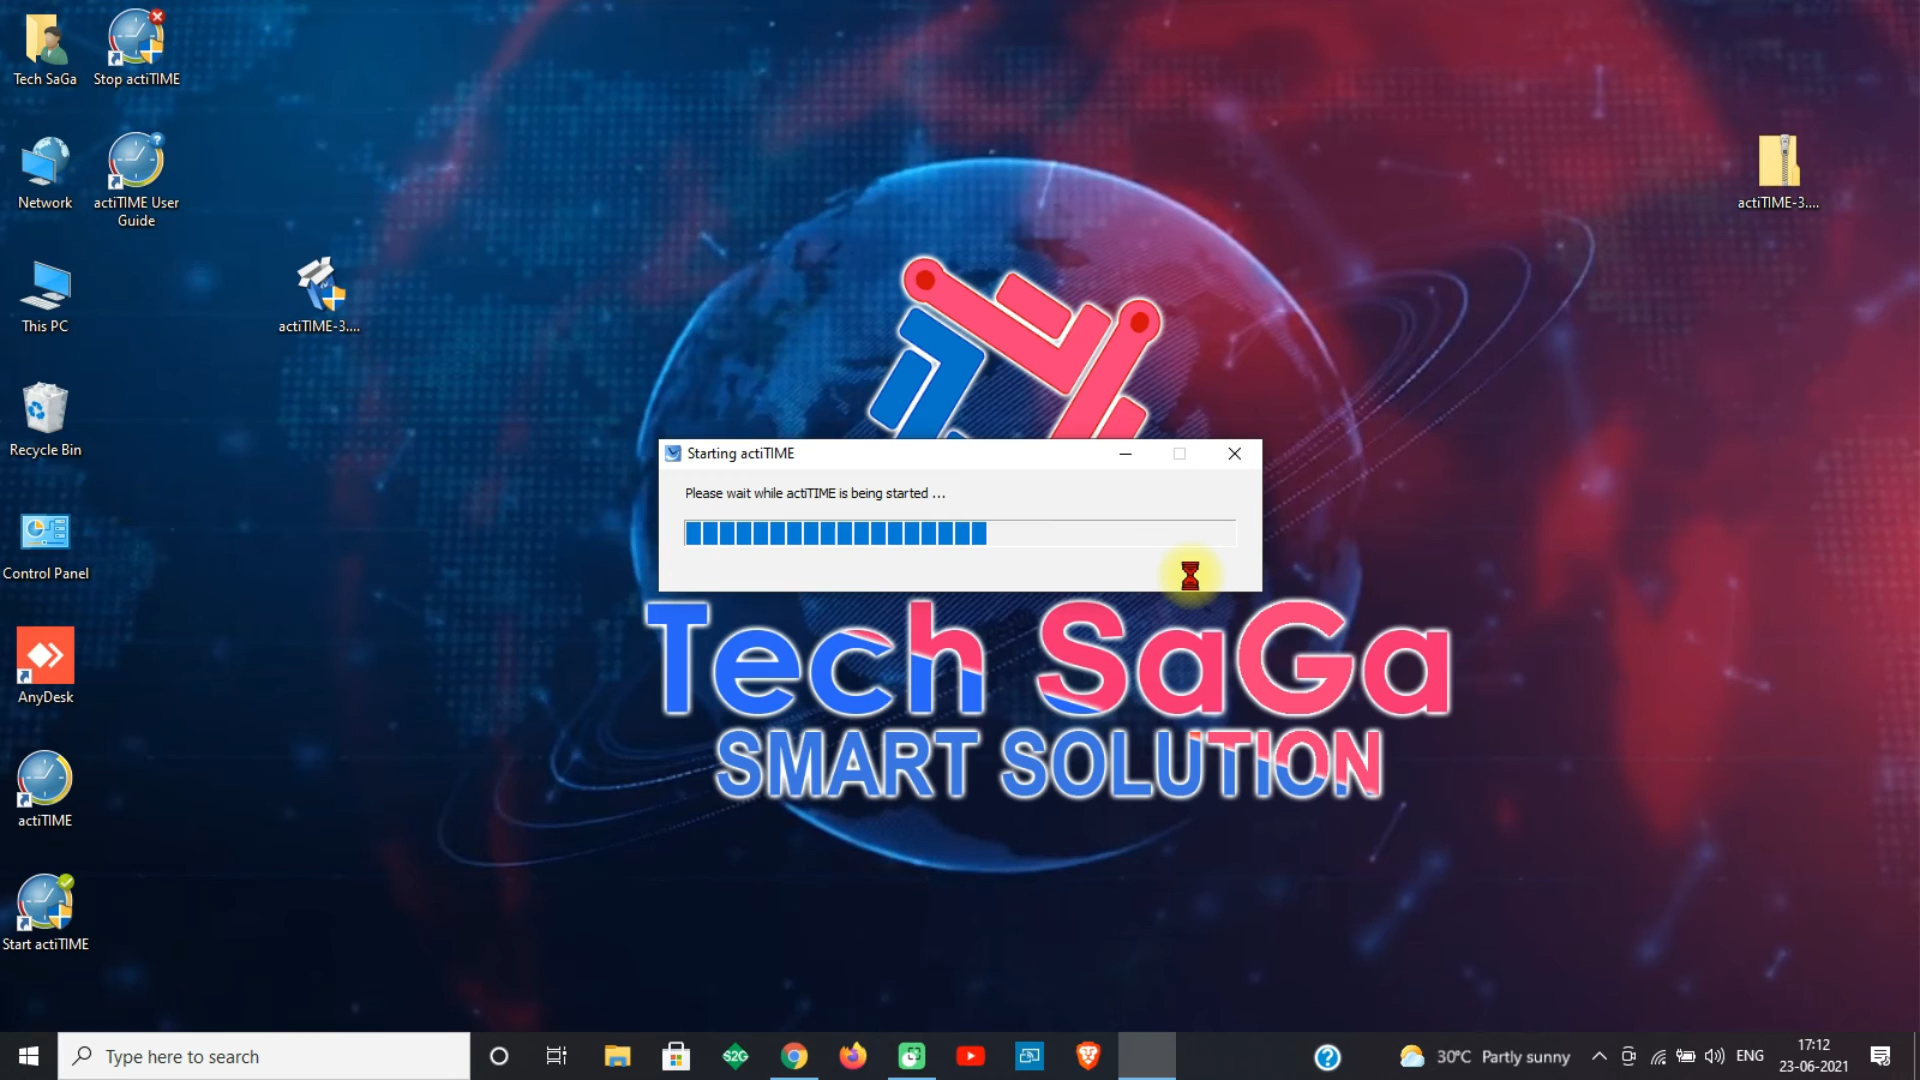 Tech SaGa
Stop actiTIME
Network
actiTIME User
Guide
actiTIME-3....
This PC
actiTIME-3....
Recycle Bin
Starting actiTIME
Please wait while actiTIME is being started ...
Control Panel
Tech SaGa
SMART SOLUTION
AnyDesk
actiTIME
Start actiTIME
Type here to search
S2G
30°C Partly sunny
ENG
17:12
23-06-2021